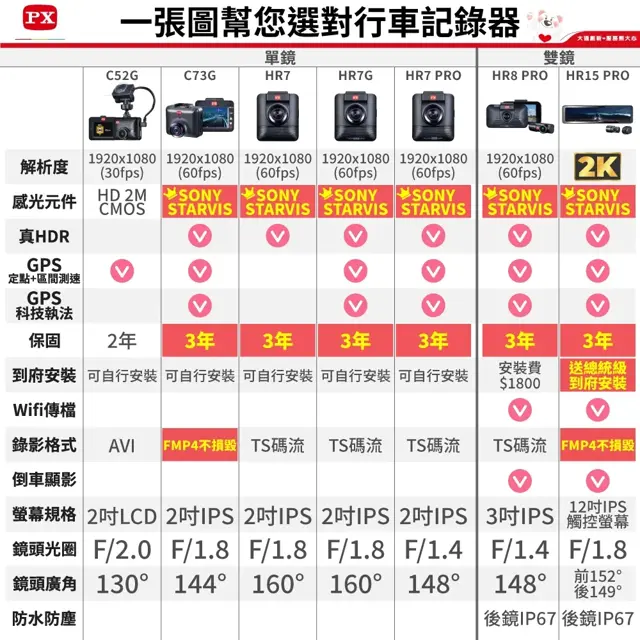 PX
一張圖幫您選對行車記錄器
大通創新-服務熱大心
單鏡 雙鏡
C52G C73G HR7 HR7G HR7 PRO HR8 PRO HR15 PRO
解析度 1920x1080 (30fps) 1920x1080 (60fps) 1920x1080 (60fps) 1920x1080 (60fps) 1920x1080 (60fps) 1920x1080 (60fps) 2K
感光元件 HD 2M CMOS SONY STARVIS SONY STARVIS SONY STARVIS SONY STARVIS SONY STARVIS SONY STARVIS
真HDR
GPS 定點+區間測速
GPS 科技執法
保固 2年 3年 3年 3年 3年 3年 3年
到府安裝 可自行安裝 可自行安裝 可自行安裝 可自行安裝 可自行安裝 安裝費 $1800 送總統級 到府安裝
Wifi傳檔
錄影格式 AVI FMP4不損毀 TS碼流 TS碼流 TS碼流 TS碼流 FMP4不損毀
倒車顯影
螢幕規格 2吋LCD 2吋IPS 2吋IPS 2吋IPS 2吋IPS 3吋IPS 12吋IPS 觸控螢幕
鏡頭光圈 F/2.0 F/1.8 F/1.8 F/1.8 F/1.4 F/1.4 F/1.8
鏡頭廣角 130° 144° 160° 160° 148° 148° 前152° 後149°
防水防塵 後鏡IP67 後鏡IP67